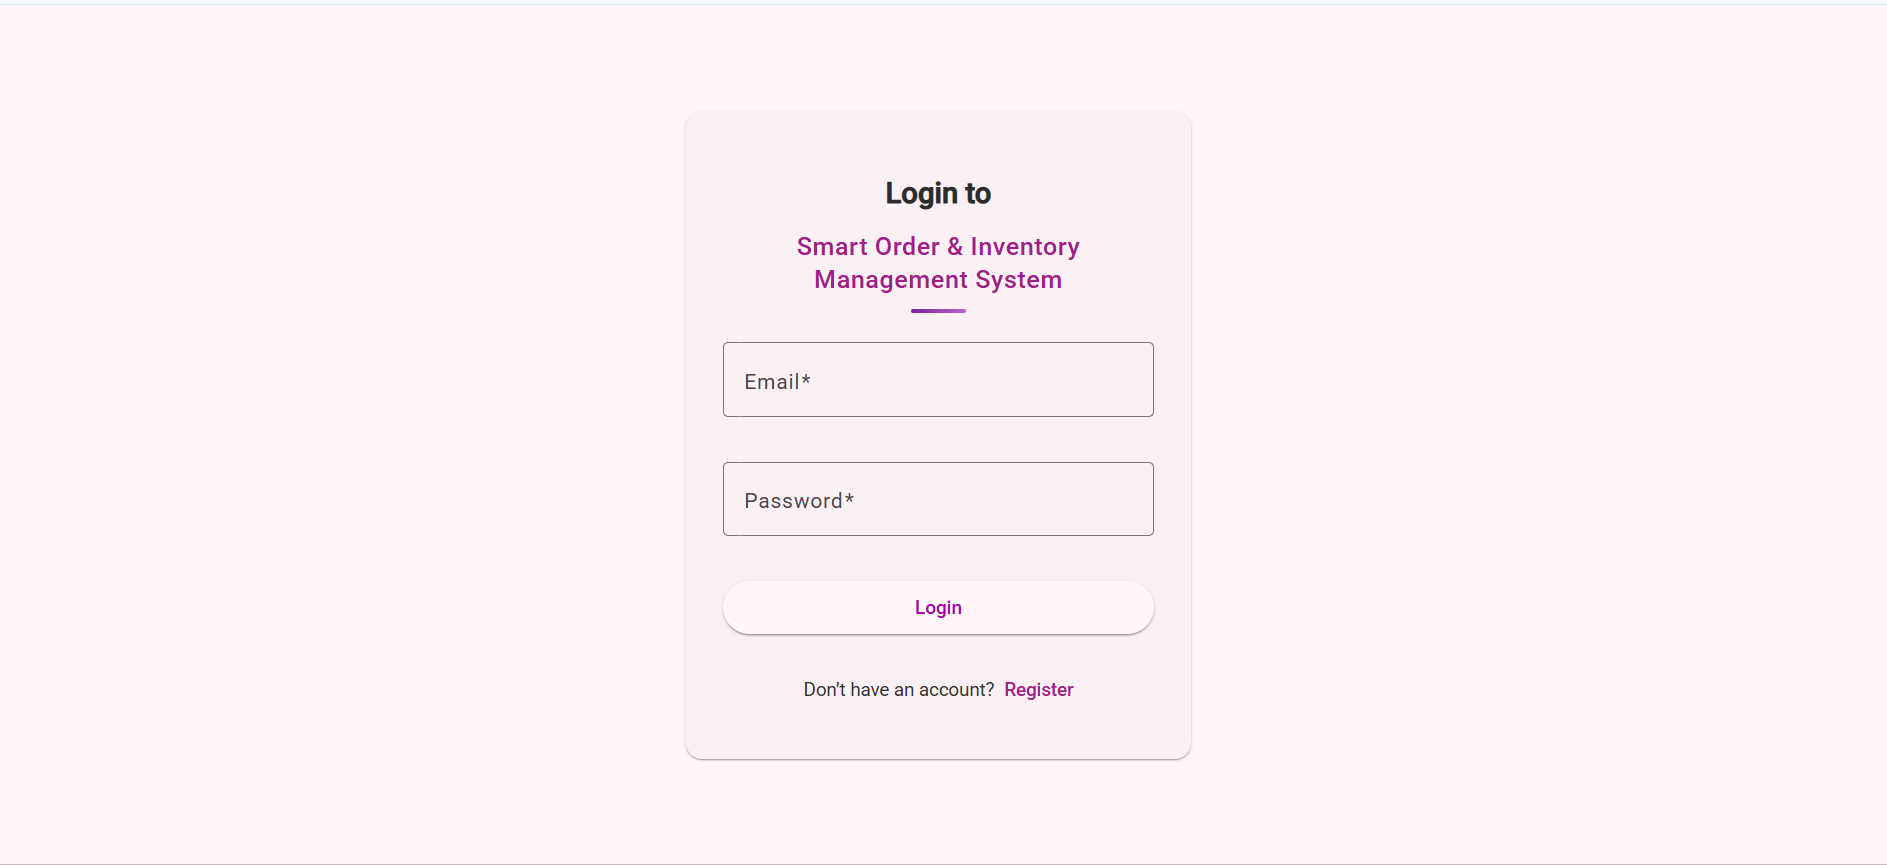 Login to
Smart Order & Inventory
Management System
Email*
Password*
Login
Don’t have an account? Register